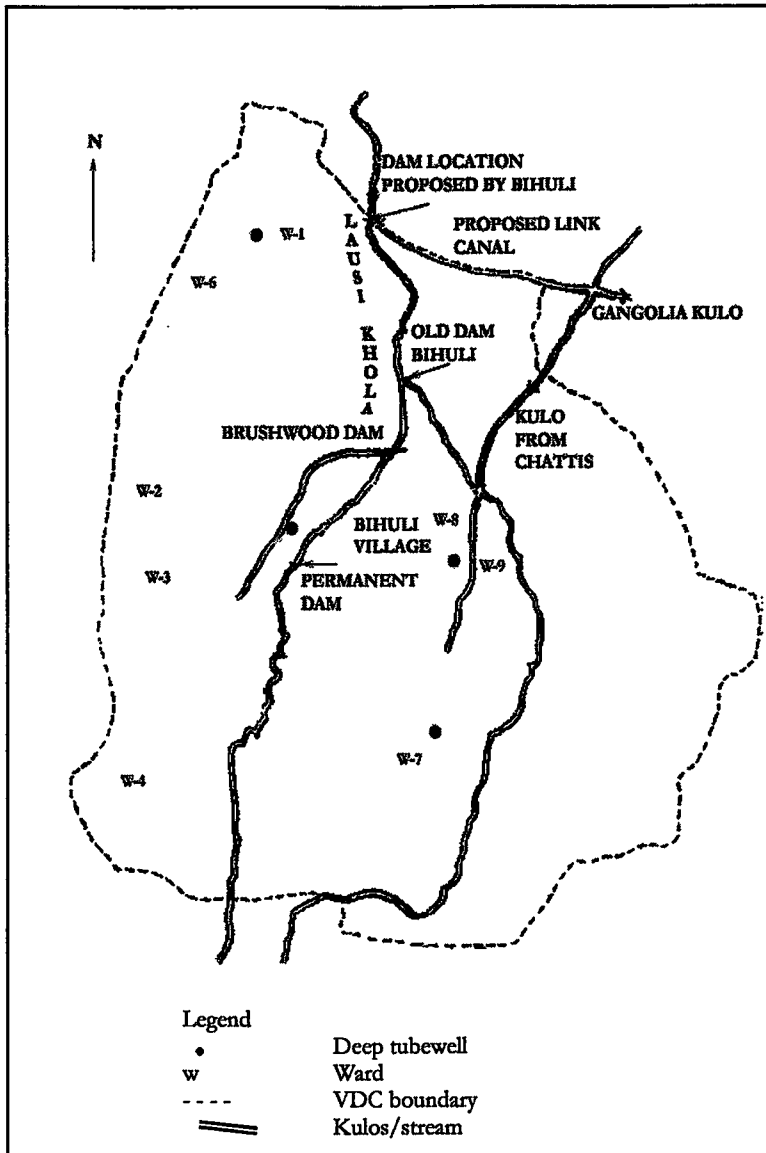 N
DAM LOCATION
PROPOSED BY BIHULI
PROPOSED LINK
CANAL
W-1
LAUSI KHOLA
W-6
GANGOLIA KULO
OLD DAM
BIHULI
KULO
FROM
CHATTIS
BRUSHWOOD DAM
W-2
BIHULI
VILLAGE
W-8
W-3
W-9
PERMANENT
DAM
W-7
W-4
Legend
Deep tubewell
w Ward
VDC boundary
Kulos/stream